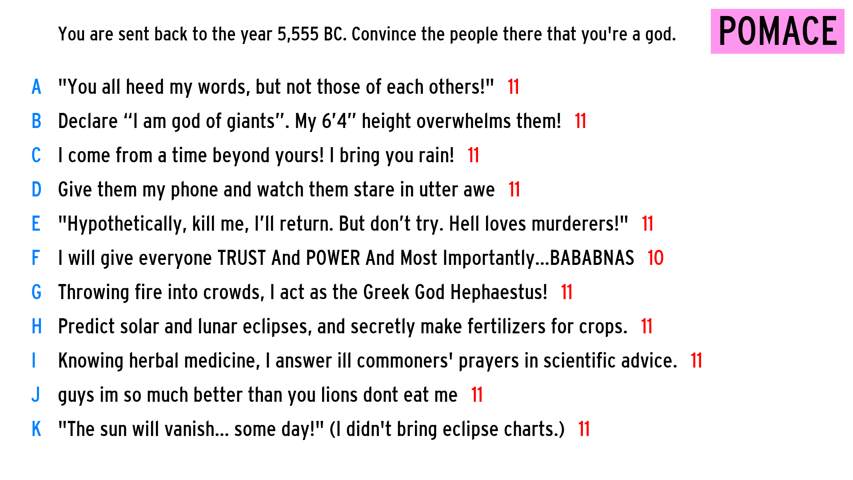 You are sent back to the year 5,555 BC. Convince the people there that you're a god.
POMACE
A "You all heed my words, but not those of each others!" 11
B Declare “I am god of giants”. My 6’4” height overwhelms them! 11
C I come from a time beyond yours! I bring you rain! 11
D Give them my phone and watch them stare in utter awe 11
E "Hypothetically, kill me, I’ll return. But don’t try. Hell loves murderers!" 11
F I will give everyone TRUST And POWER And Most Importantly...BABABNAS 10
G Throwing fire into crowds, I act as the Greek God Hephaestus! 11
H Predict solar and lunar eclipses, and secretly make fertilizers for crops. 11
I Knowing herbal medicine, I answer ill commoners' prayers in scientific advice. 11
J guys im so much better than you lions dont eat me 11
K "The sun will vanish... some day!" (I didn't bring eclipse charts.) 11